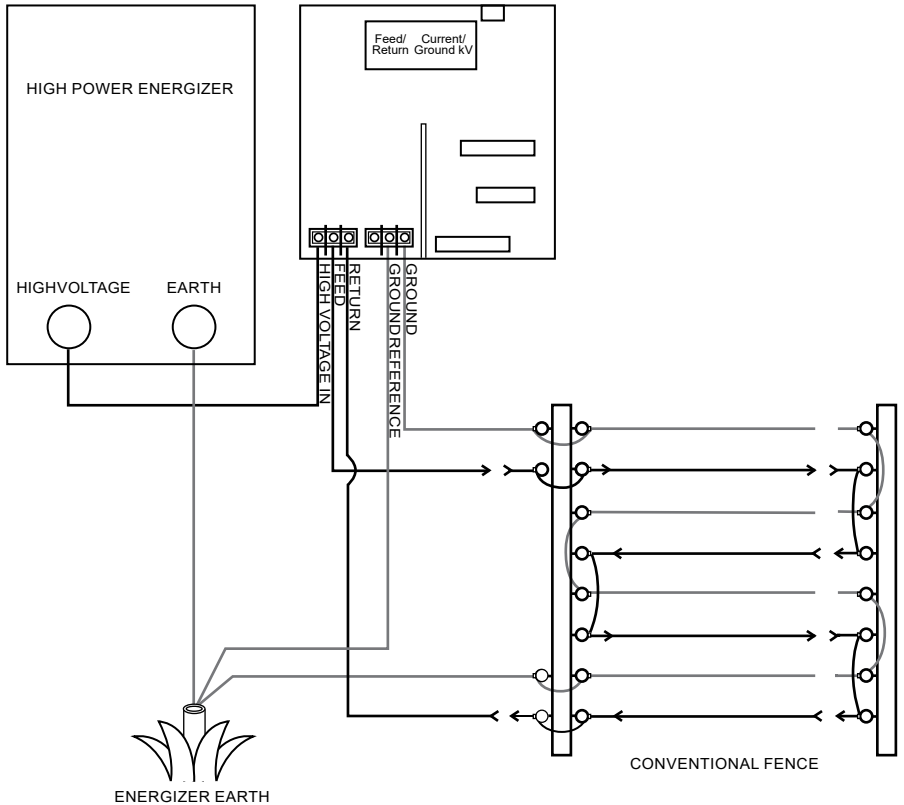 Feed/ Current/
Return Ground kV
HIGH POWER ENERGIZER
HIGHVOLTAGE
EARTH
HIGH VOLTAGE IN
FEED
RETURN
GROUNDREFERENCE
GROUND
CONVENTIONAL FENCE
ENERGIZER EARTH